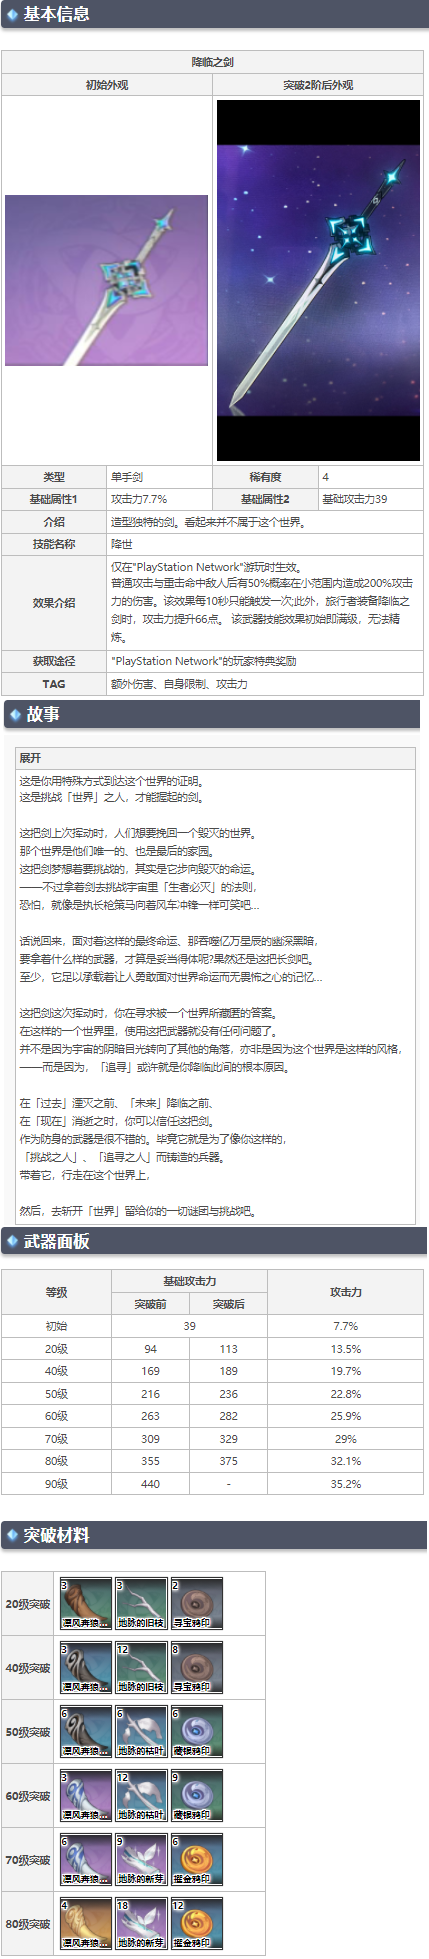 基本信息
降临之剑
初始外观 突破2阶后外观
类型 单手剑 稀有度 4
基础属性1 攻击力7.7% 基础属性2 基础攻击力39
介绍 造型独特的剑。看起来并不属于这个世界。
技能名称 降世
效果介绍
仅在"PlayStation Network"游玩时生效。
普通攻击与重击命中敌人后有50%概率在小范围内造成200%攻击
力的伤害。该效果每10秒只能触发一次;此外，旅行者装备降临之
剑时，攻击力提升66点。 该武器技能效果初始即满级，无法精
炼。
获取途径 "PlayStation Network"的玩家特典奖励
TAG 额外伤害、自身限制、攻击力
故事
展开
这是你用特殊方式到达这个世界的证明。
这是挑战「世界」之人，才能握起的剑。
这把剑上次挥动时，人们想要挽回一个毁灭的世界。
那个世界是他们唯一的、也是最后的家园。
这把剑梦想着要挑战的，其实是它步向毁灭的命运。
——不过拿着剑去挑战宇宙里「生者必灭」的法则，
恐怕，就像是执长枪策马向着风车冲锋一样可笑吧…
话说回来，面对着这样的最终命运、那吞噬亿万星辰的幽深黑暗，
要拿着什么样的武器，才算是妥当得体呢?果然还是这把长剑吧。
至少，它足以承载着让人勇敢面对世界命运而无畏怖之心的记忆…
这把剑这次挥动时，你在寻求被一个世界所藏匿的答案。
在这样的一个世界里，使用这把武器就没有任何问题了。
并不是因为宇宙的阴暗目光转向了其他的角落，亦非是因为这个世界是这样的风格，
——而是因为，「追寻」或许就是你降临此间的根本原因。
在「过去」湮灭之前、「未来」降临之前、
在「现在」消逝之时，你可以信任这把剑。
作为防身的武器是很不错的。毕竟它就是为了像你这样的，
「挑战之人」、「追寻之人」而铸造的兵器。
带着它，行走在这个世界上，
然后，去斩开「世界」留给你的一切谜团与挑战吧。
武器面板
等级 基础攻击力 攻击力
突破前 突破后
初始 39 7.7%
20级 94 113 13.5%
40级 169 189 19.7%
50级 216 236 22.8%
60级 263 282 25.9%
70级 309 329 29%
80级 355 375 32.1%
90级 440 - 35.2%
突破材料
20级突破 3 凛风奔狼... 3 地脉的旧枝 2 寻宝鸦印
40级突破 3 凛风奔狼... 12 地脉的旧枝 8 寻宝鸦印
50级突破 6 凛风奔狼... 6 地脉的枯叶 6 藏银鸦印
60级突破 3 凛风奔狼... 12 地脉的枯叶 9 藏银鸦印
70级突破 6 凛风奔狼... 9 地脉的新芽 6 攫金鸦印
80级突破 4 凛风奔狼... 18 地脉的新芽 12 攫金鸦印